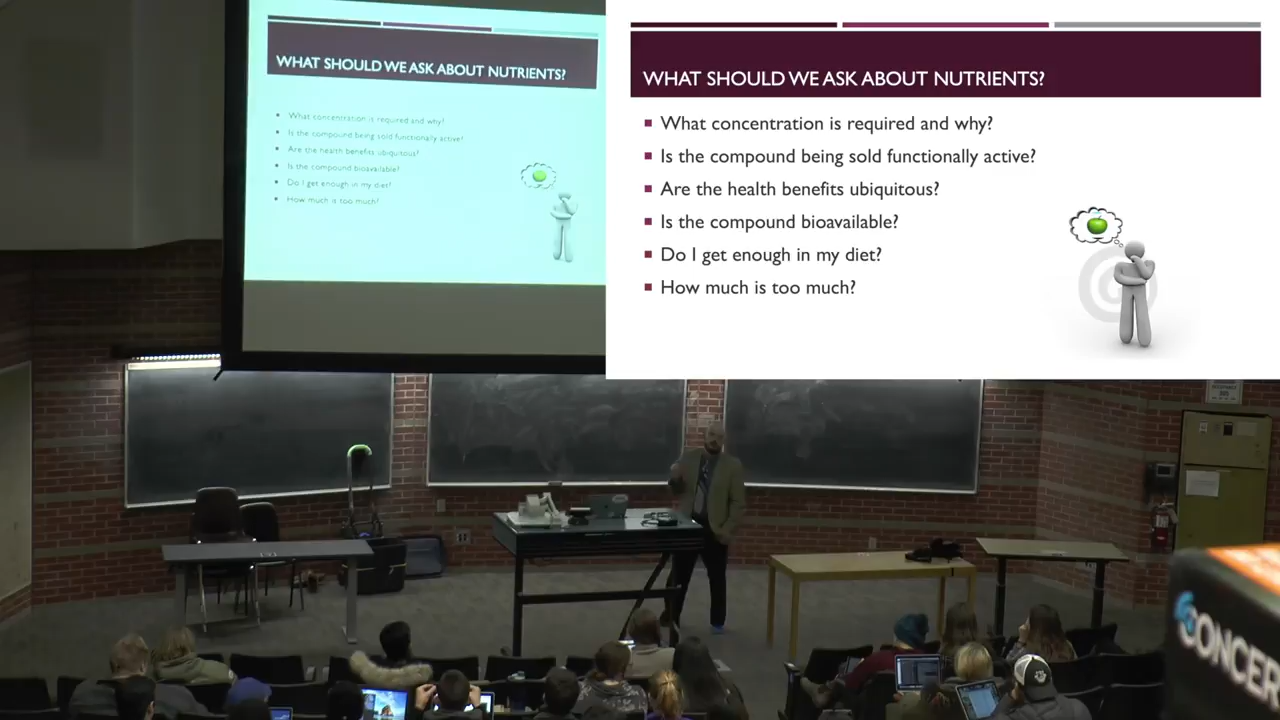 WHAT SHOULD WE ASK ABOUT NUTRIENTS?
What concentration is required and why?
Is the compound being sold functionally active?
Are the health benefits ubiquitous?
Is the compound bioavailable?
Do I get enough in my diet?
How much is too much?
WHAT SHOULD WE ASK ABOUT NUTRIENTS?
What concentration is required and why?
Is the compound being sold functionally active?
Are the health benefits ubiquitous?
Is the compound bioavailable?
Do I get enough in my diet?
How much is too much?
CONCER